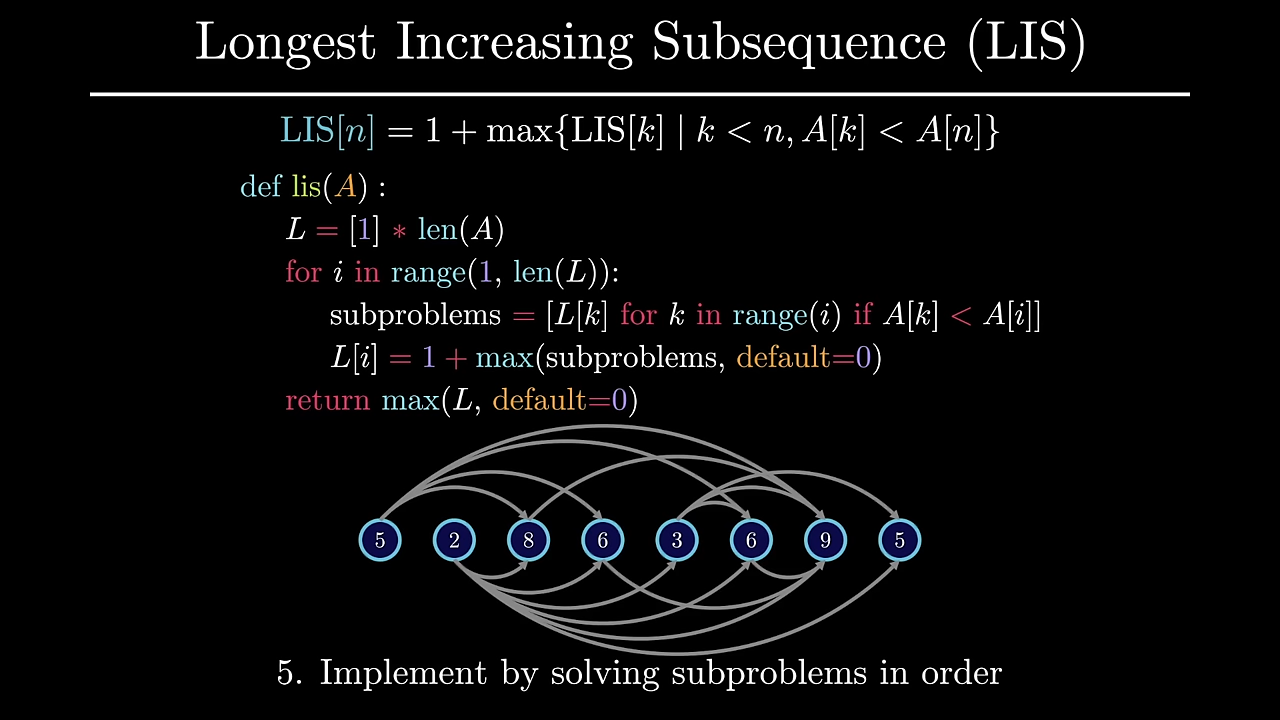 Longest Increasing Subsequence (LIS)
LIS[n] = 1 + max{LIS[k] | k < n, A[k] < A[n]}
def lis(A) :
L = [1] * len(A)
for i in range(1, len(L)):
subproblems = [L[k] for k in range(i) if A[k] < A[i]]
L[i] = 1 + max(subproblems, default=0)
return max(L, default=0)
5 2 8 6 3 6 9 5
5. Implement by solving subproblems in order